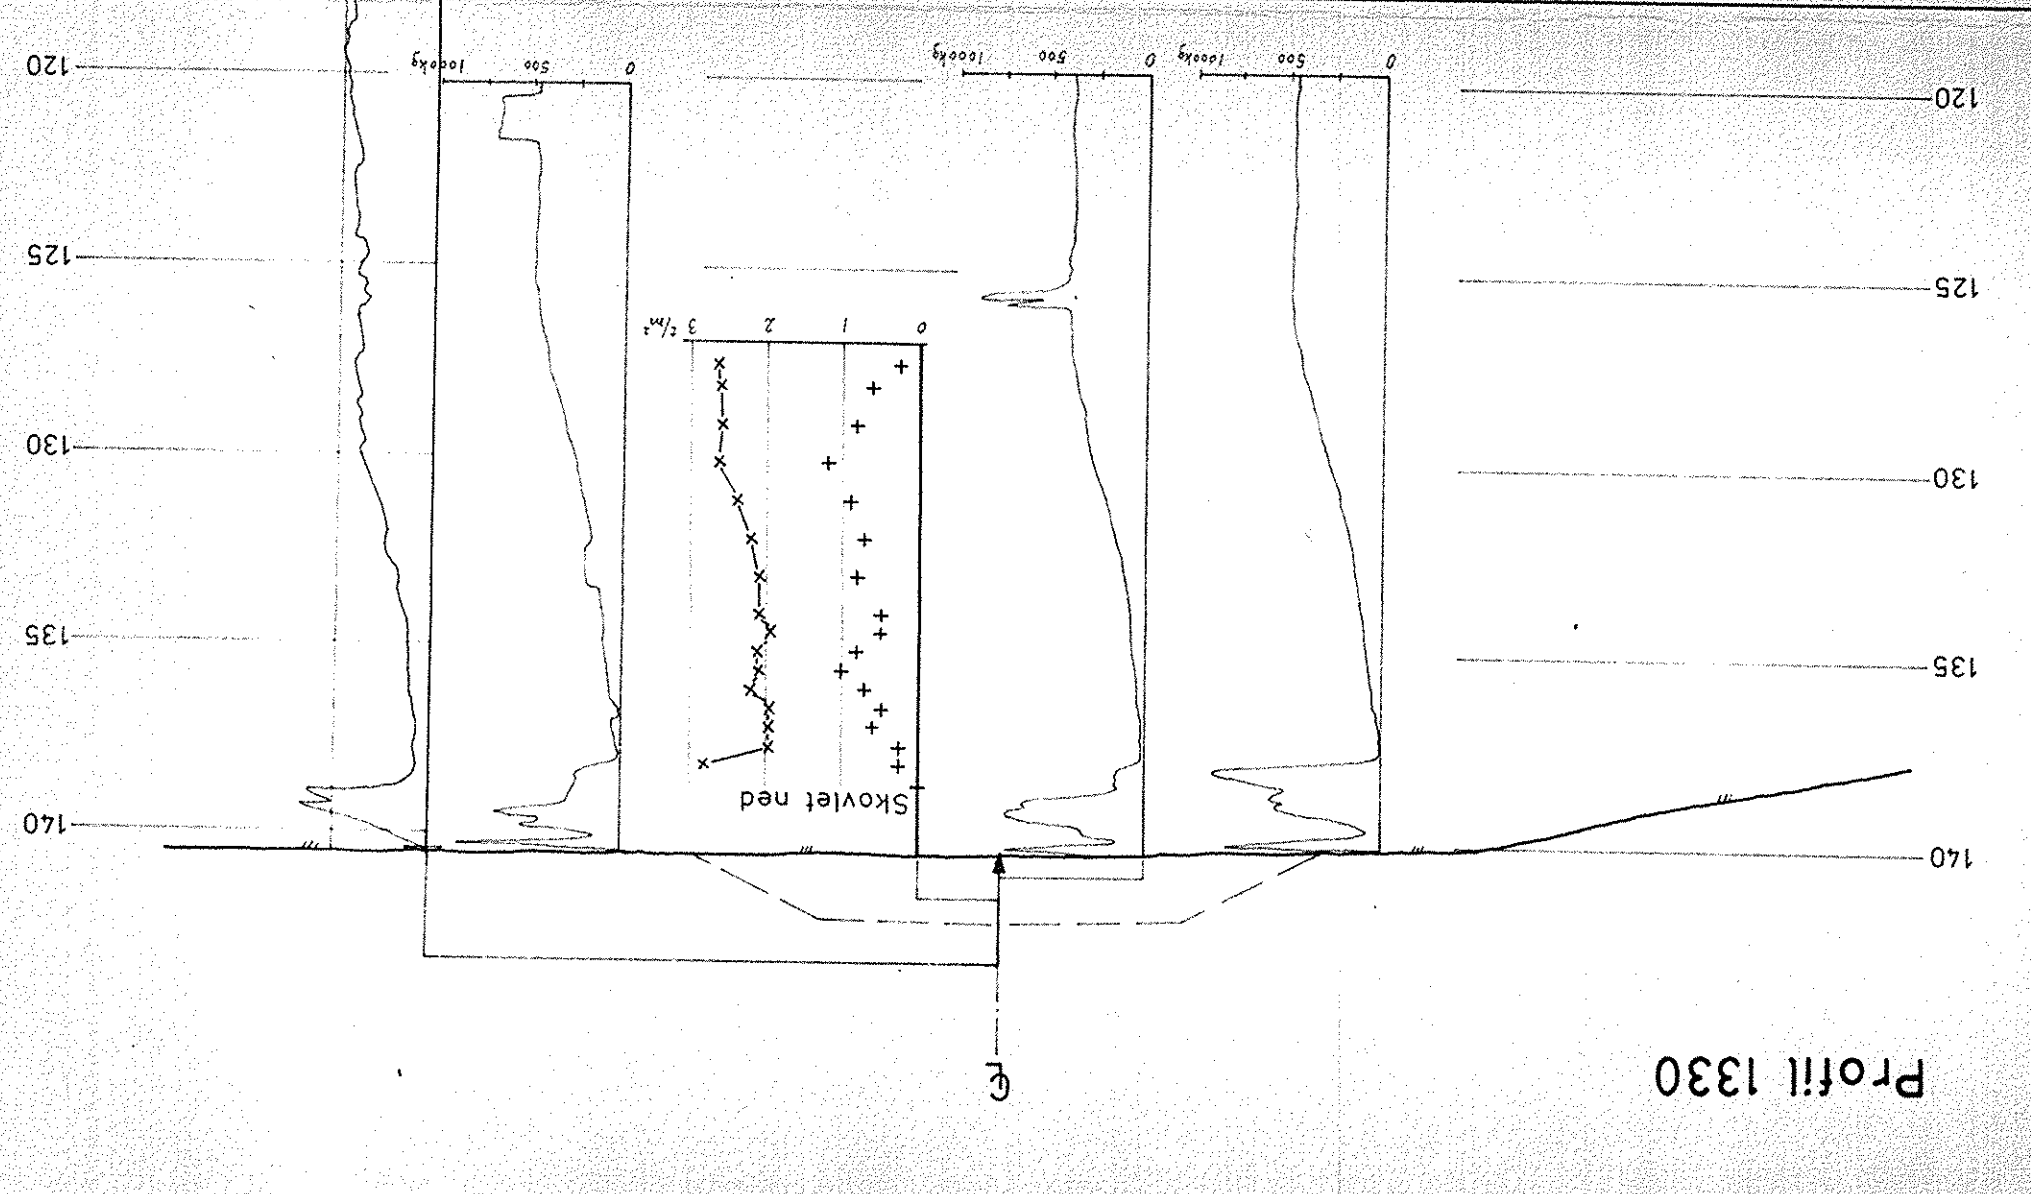 Profil 1330
℄
140 140
Skovlet ned
135 135
130 130
0 1 2 3 t/m²
125 125
120 0 500 1000kg 0 500 1000kg 0 500 1000kg 120